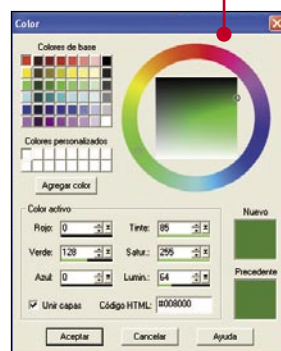 Color
Colores de base
Colores personalizados
Agregar color
Color activo
Rojo: 0
Tinte: 85
Verde: 128
Satur.: 255
Azul: 0
Lumin.: 64
Unir capas
Código HTML: #008000
Nuevo
Precedente
Aceptar
Cancelar
Ayuda